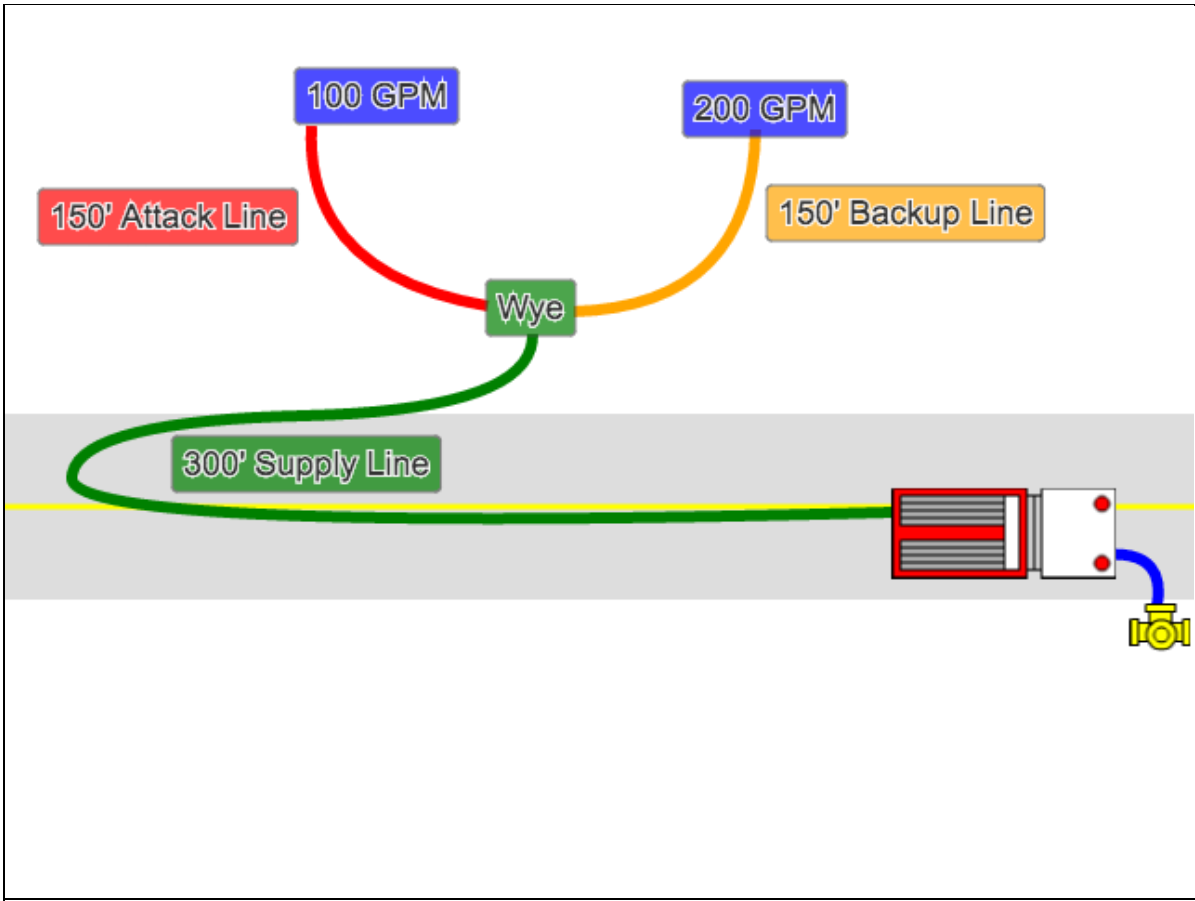 100 GPM
200 GPM
150' Attack Line
150' Backup Line
Wye
300' Supply Line